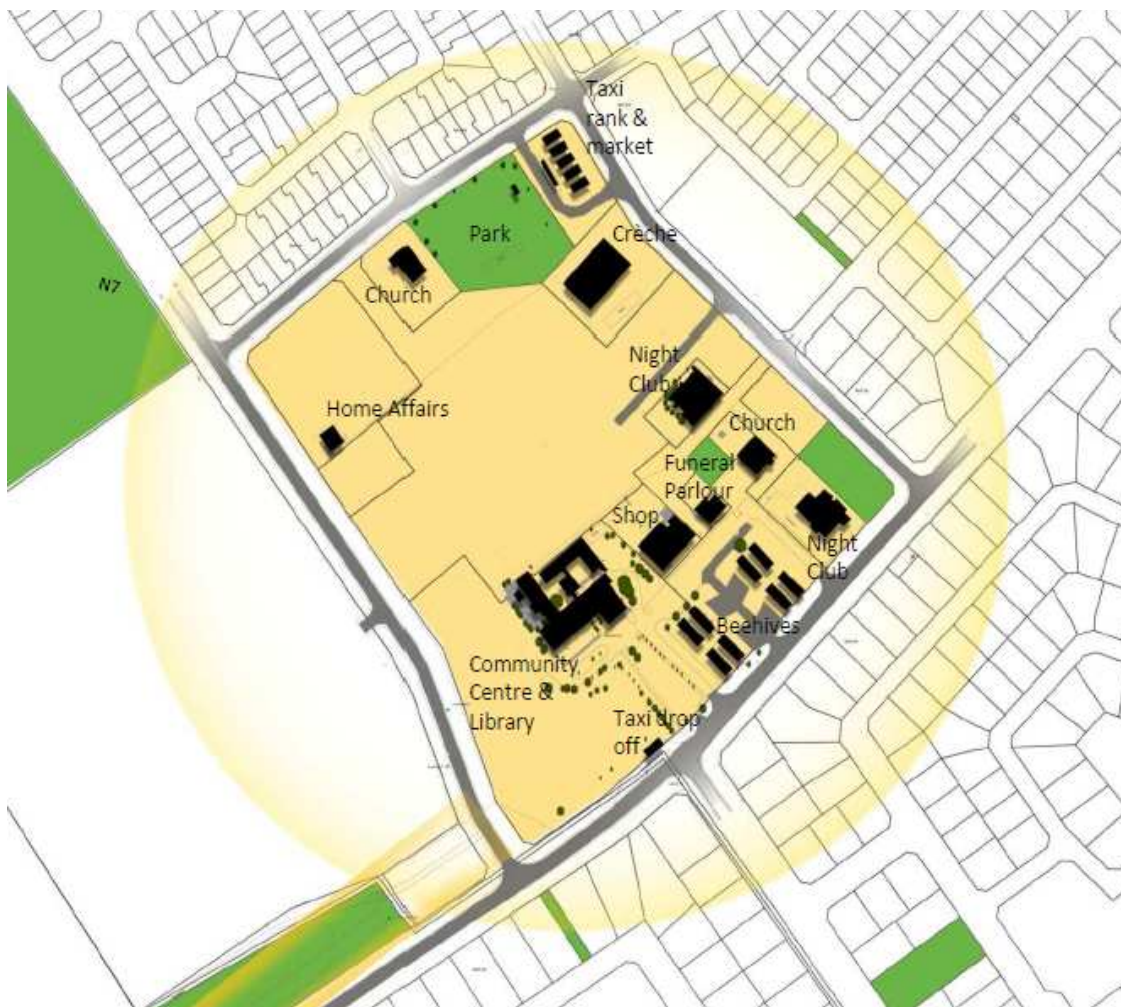 Taxi
rank &
market
Park
Crèche
N7
Church
Night
Club
Home Affairs
Church
Funeral
Parlour
Shop
Night
Club
Beehives
Community
Centre &
Library
Taxi drop
off